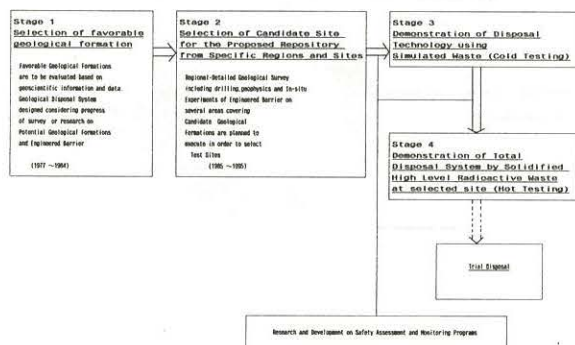 Stage 1
Selection of favorable
geological formation
Favorable Geological Formations
are to be evaluated based on
geoscientific information and data.
Geological Disposal System
designed considering progress
of survey or research on
Potential Geological Formations
and Engineered Barrier
(1977 ～1984)
Stage 2
Selection of Candidate Site
for the Proposed Repository
from Specific Regions and Sites
Regional-Detailed Geological Survey
including drilling,geophysics and In-situ
Experiments of Engineered Barrier on
several areas covering
Candidate Geological
Formations are planned to
execute in order to select
Test Sites
(1985 ～1995)
Stage 3
Demonstration of Disposal
Technology using
Simulated Waste (Cold Testing)
Stage 4
Demonstration of Total
Disposal System by Solidified
High Level Radioactive Waste
at selected site (Hot Testing)
Trial Disposal
Research and Development on Safety Assessment and Monitoring Programs